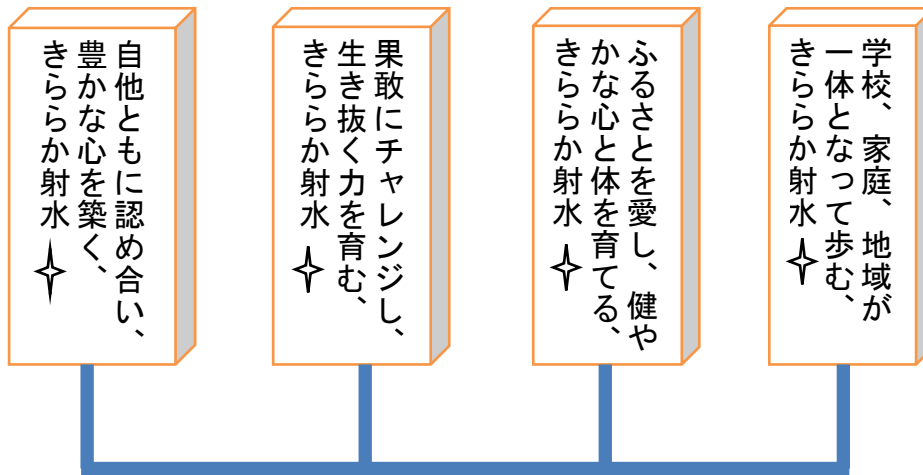 学校、家庭、地域が
一体となって歩む、
きららか射水✧
ふるさとを愛し、健や
かな心と体を育てる、
きららか射水✧
果敢にチャレンジし、
生き抜く力を育む、
きららか射水✧
自他ともに認め合い、
豊かな心を築く、
きららか射水✧